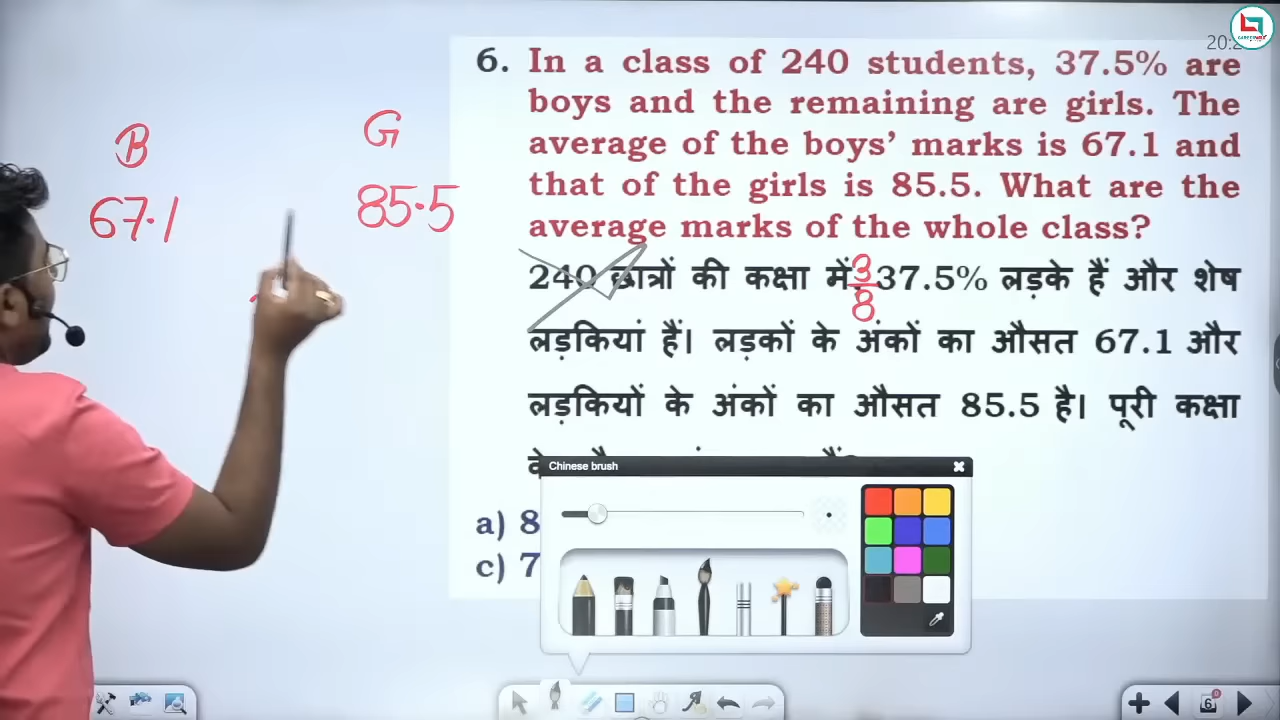 6. In a class of 240 students, 37.5% are
boys and the remaining are girls. The
average of the boys’ marks is 67.1 and
that of the girls is 85.5. What are the
average marks of the whole class?
240 छात्रों की कक्षा में, 37.5% लड़के हैं और शेष
लड़कियां हैं। लड़कों के अंकों का औसत 67.1 और
लड़कियों के अंकों का औसत 85.5 है। पूरी कक्षा
a) 8
c) 7
B
G
67.1
85.5
3
8
Chinese brush
6